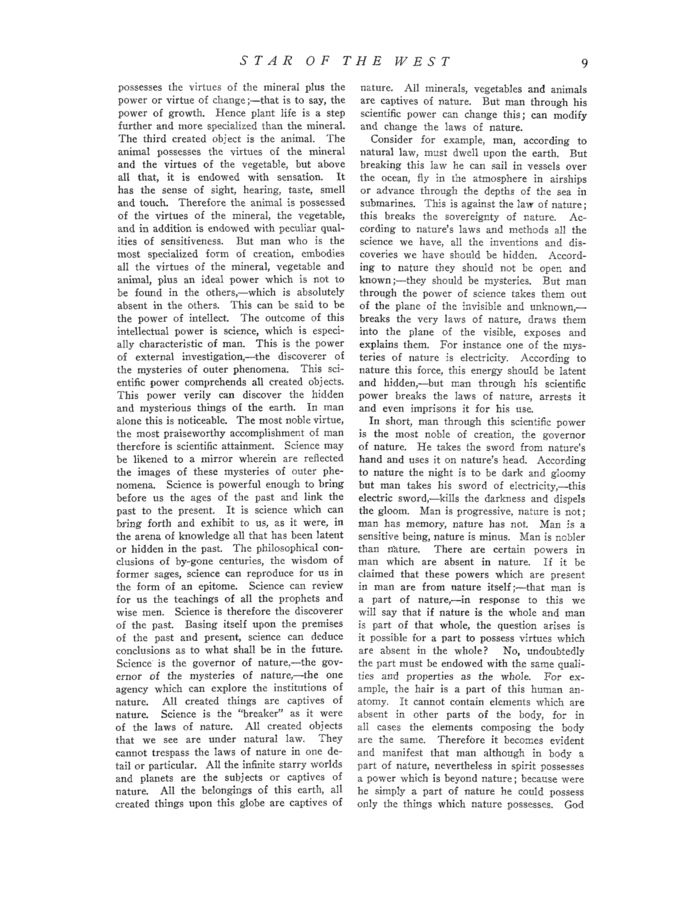 STAR OF THE WEST 9
possesses the virtues of the mineral plus the
power or virtue of change;—that is to say, the
power of growth. Hence plant life is a step
further and more specialized than the mineral.
The third created object is the animal. The
animal possesses the virtues of the mineral
and the virtues of the vegetable, but above
all that, it is endowed with sensation. It
has the sense of sight, hearing, taste, smell
and touch. Therefore the animal is possessed
of the virtues of the mineral, the vegetable,
and in addition is endowed with peculiar qual-
ities of sensitiveness. But man who is the
most specialized form of creation, embodies
all the virtues of the mineral, vegetable and
animal, plus an ideal power which is not to
be found in the others,—which is absolutely
absent in the others. This can be said to be
the power of intellect. The outcome of this
intellectual power is science, which is especi-
ally characteristic of man. This is the power
of external investigation,—the discoverer of
the mysteries of outer phenomena. This sci-
entific power comprehends all created objects.
This power verily can discover the hidden
and mysterious things of the earth. In man
alone this is noticeable. The most noble virtue,
the most praiseworthy accomplishment of man
therefore is scientific attainment. Science may
be likened to a mirror wherein are reflected
the images of these mysteries of outer phe-
nomena. Science is powerful enough to bring
before us the ages of the past and link the
past to the present. It is science which can
bring forth and exhibit to us, as it were, in
the arena of knowledge all that has been latent
or hidden in the past. The philosophical con-
clusions of by-gone centuries, the wisdom of
former sages, science can reproduce for us in
the form of an epitome. Science can review
for us the teachings of all the prophets and
wise men. Science is therefore the discoverer
of the past. Basing itself upon the premises
of the past and present, science can deduce
conclusions as to what shall be in the future.
Science is the governor of nature,—the gov-
ernor of the mysteries of nature,—the one
agency which can explore the institutions of
nature. All created things are captives of
nature. Science is the "breaker" as it were
of the laws of nature. All created objects
that we see are under natural law. They
cannot trespass the laws of nature in one de-
tail or particular. All the infinite starry worlds
and planets are the subjects or captives of
nature. All the belongings of this earth, all
created things upon this globe are captives of
nature. All minerals, vegetables and animals
are captives of nature. But man through his
scientific power can change this; can modify
and change the laws of nature.
Consider for example, man, according to
natural law, must dwell upon the earth. But
breaking this law he can sail in vessels over
the ocean, fly in the atmosphere in airships
or advance through the depths of the sea in
submarines. This is against the law of nature;
this breaks the sovereignty of nature. Ac-
cording to nature's laws and methods all the
science we have, all the inventions and dis-
coveries we have should be hidden. Accord-
ing to nature they should not be open and
known;—they should be mysteries. But man
through the power of science takes them out
of the plane of the invisible and unknown,—
breaks the very laws of nature, draws them
into the plane of the visible, exposes and
explains them. For instance one of the mys-
teries of nature is electricity. According to
nature this force, this energy should be latent
and hidden,—but man through his scientific
power breaks the laws of nature, arrests it
and even imprisons it for his use.
In short, man through this scientific power
is the most noble of creation, the governor
of nature. He takes the sword from nature's
hand and uses it on nature's head. According
to nature the night is to be dark and gloomy
but man takes his sword of electricity,—this
electric sword,—kills the darkness and dispels
the gloom. Man is progressive, nature is not;
man has memory, nature has not. Man is a
sensitive being, nature is minus. Man is nobler
than nature. There are certain powers in
man which are absent in nature. If it be
claimed that these powers which are present
in man are from nature itself;—that man is
a part of nature,—in response to this we
will say that if nature is the whole and man
is part of that whole, the question arises is
it possible for a part to possess virtues which
are absent in the whole? No, undoubtedly
the part must be endowed with the same quali-
ties and properties as the whole. For ex-
ample, the hair is a part of this human an-
atomy. It cannot contain elements which are
absent in other parts of the body, for in
all cases the elements composing the body
are the same. Therefore it becomes evident
and manifest that man although in body a
part of nature, nevertheless in spirit possesses
a power which is beyond nature; because were
he simply a part of nature he could possess
only the things which nature possesses. God